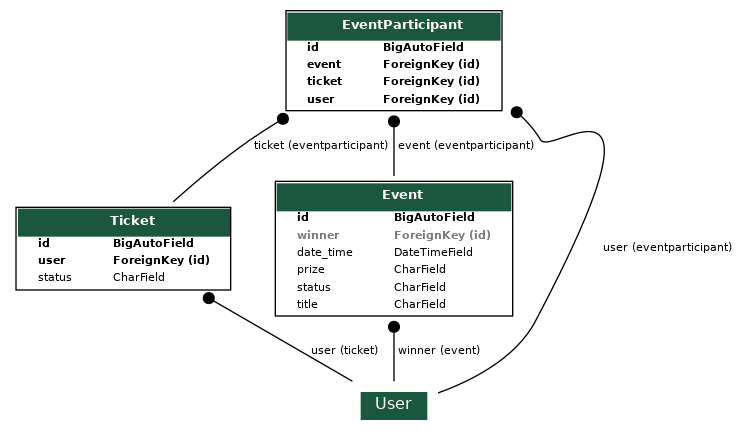 EventParticipant
id BigAutoField
event ForeignKey (id)
ticket ForeignKey (id)
user ForeignKey (id)
ticket (eventparticipant) event (eventparticipant)
Event
id BigAutoField
winner ForeignKey (id)
date_time DateTimeField
prize CharField
status CharField
title CharField
Ticket
id BigAutoField
user ForeignKey (id)
status CharField
user (eventparticipant)
user (ticket) winner (event)
User